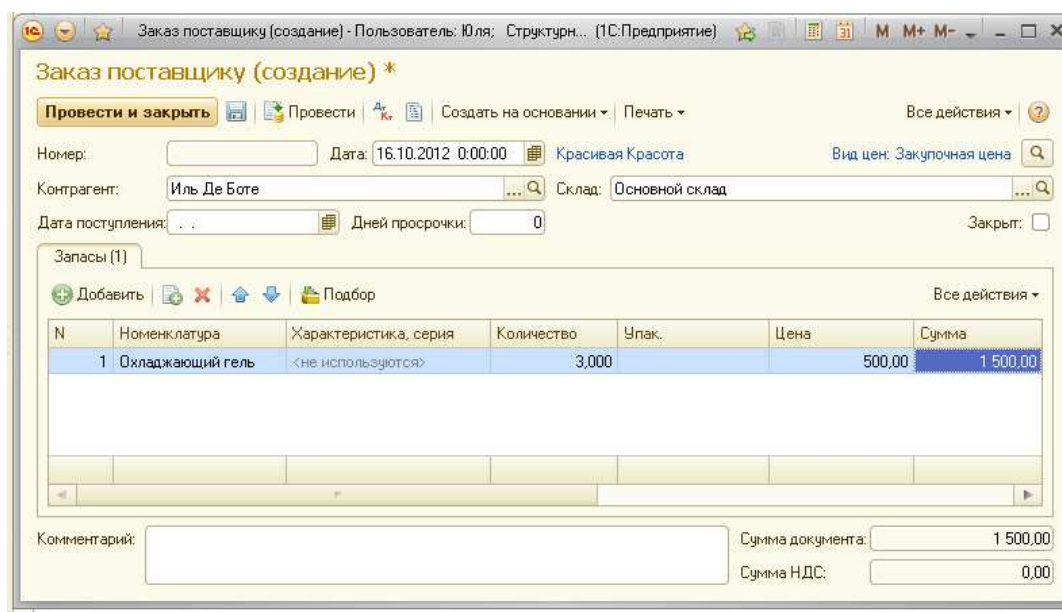 Заказ поставщику (создание) - Пользователь: Юля; Структурн... (1С:Предприятие) 31 M M+ M-
Заказ поставщику (создание) *
Провести и закрыть Провести Дт Кт Создать на основании Печать Все действия ?
Номер: Дата: 16.10.2012 0:00:00 Красивая Красота Вид цен: Закупочная цена
Контрагент: Иль Де Боте ... Склад: Основной склад ...
Дата поступления: . . Дней просрочки: 0 Закрыт:
Запасы (1)
Добавить Подбор Все действия
N Номенклатура Характеристика, серия Количество Упак. Цена Сумма
1 Охладжающий гель <не используются> 3,000 500,00 1 500,00
Комментарий: Сумма документа: 1 500,00
Сумма НДС: 0,00